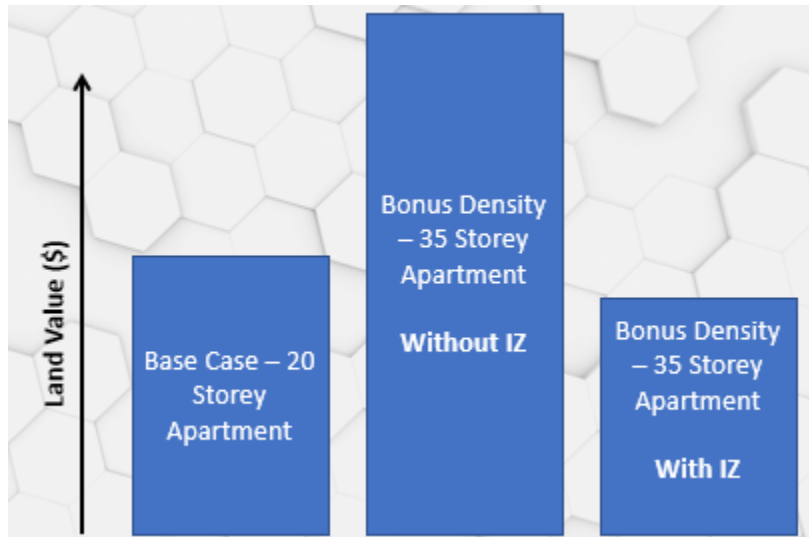 Land Value ($)
Base Case – 20
Storey
Apartment
Bonus Density
– 35 Storey
Apartment
Without IZ
Bonus Density
– 35 Storey
Apartment
With IZ